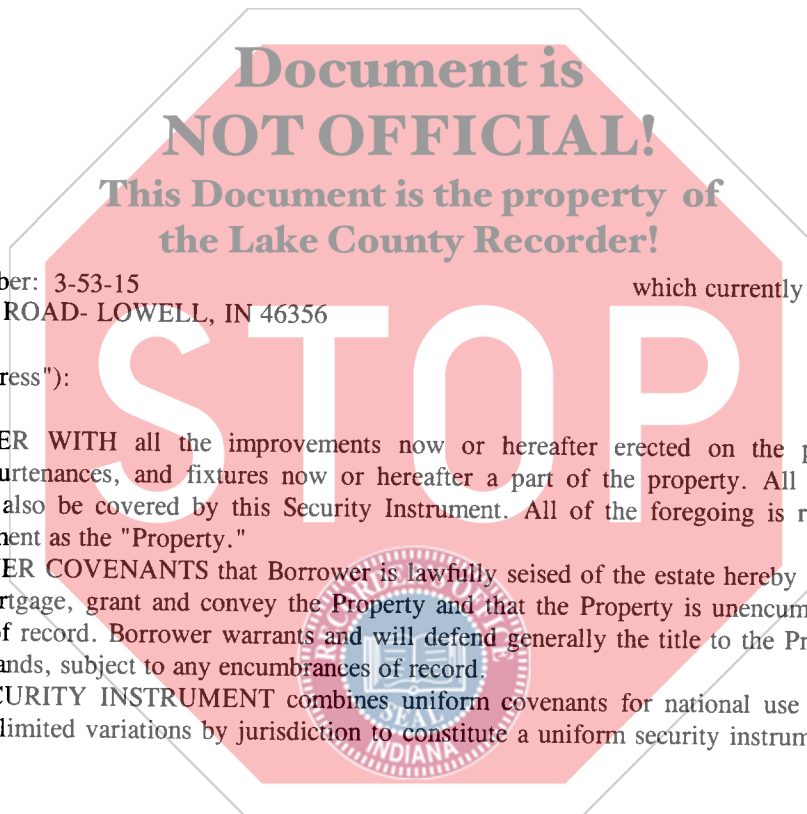 Document is
NOT OFFICIAL!
This Document is the property of
the Lake County Recorder!
ber: 3-53-15 which currently
ROAD- LOWELL, IN 46356
STOP
ress"):
ER WITH all the improvements now or hereafter erected on the p
urtenances, and fixtures now or hereafter a part of the property. All
also be covered by this Security Instrument. All of the foregoing is r
nent as the "Property."
ER COVENANTS that Borrower is lawfully seised of the estate hereby
rtgage, grant and convey the Property and that the Property is unencum
f record. Borrower warrants and will defend generally the title to the Pr
ands, subject to any encumbrances of record.
CURITY INSTRUMENT combines uniform covenants for national use
limited variations by jurisdiction to constitute a uniform security instrum
RECORDER'S OFFICE
SEAL
INDIANA